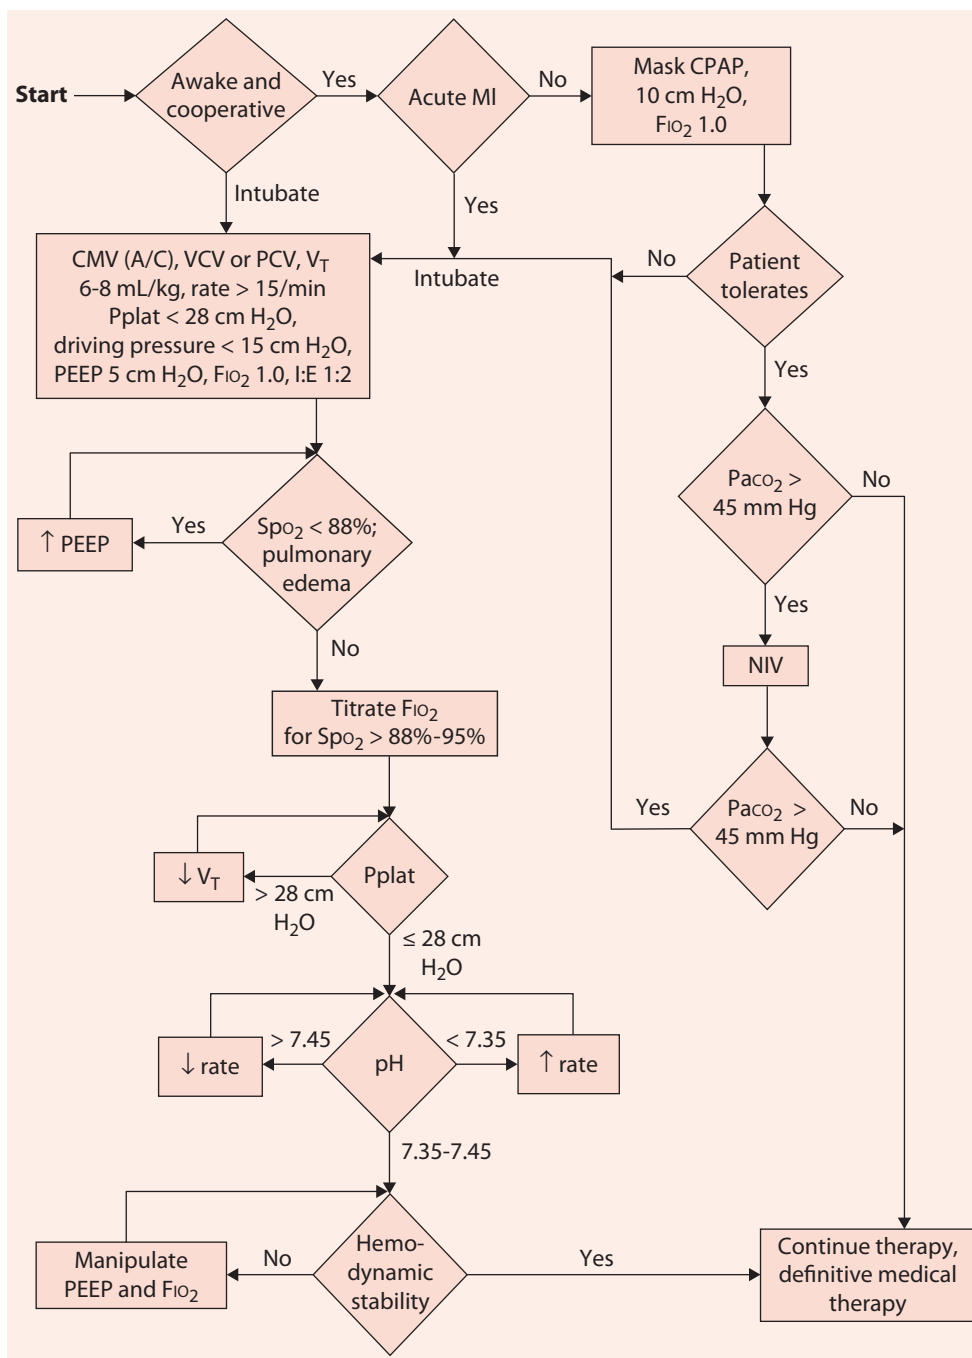 Start
Awake and
cooperative
Yes
Acute MI
No
Mask CPAP,
10 cm H₂O,
FIO₂ 1.0
Intubate
Yes
CMV (A/C), VCV or PCV, V_T
6-8 mL/kg, rate > 15/min
Pplat < 28 cm H₂O,
driving pressure < 15 cm H₂O,
PEEP 5 cm H₂O, FIO₂ 1.0, I:E 1:2
Intubate
No
Patient
tolerates
Yes
PaCO₂ >
45 mm Hg
No
Yes
NIV
PaCO₂ >
45 mm Hg
Yes
No
↑ PEEP
Yes
SpO₂ < 88%;
pulmonary
edema
No
Titrate FIO₂
for SpO₂ > 88%-95%
↓ V_T
> 28 cm
H₂O
Pplat
≤ 28 cm
H₂O
↓ rate
> 7.45
pH
< 7.35
↑ rate
7.35-7.45
Manipulate
PEEP and FIO₂
No
Hemo-
dynamic
stability
Yes
Continue therapy,
definitive medical
therapy